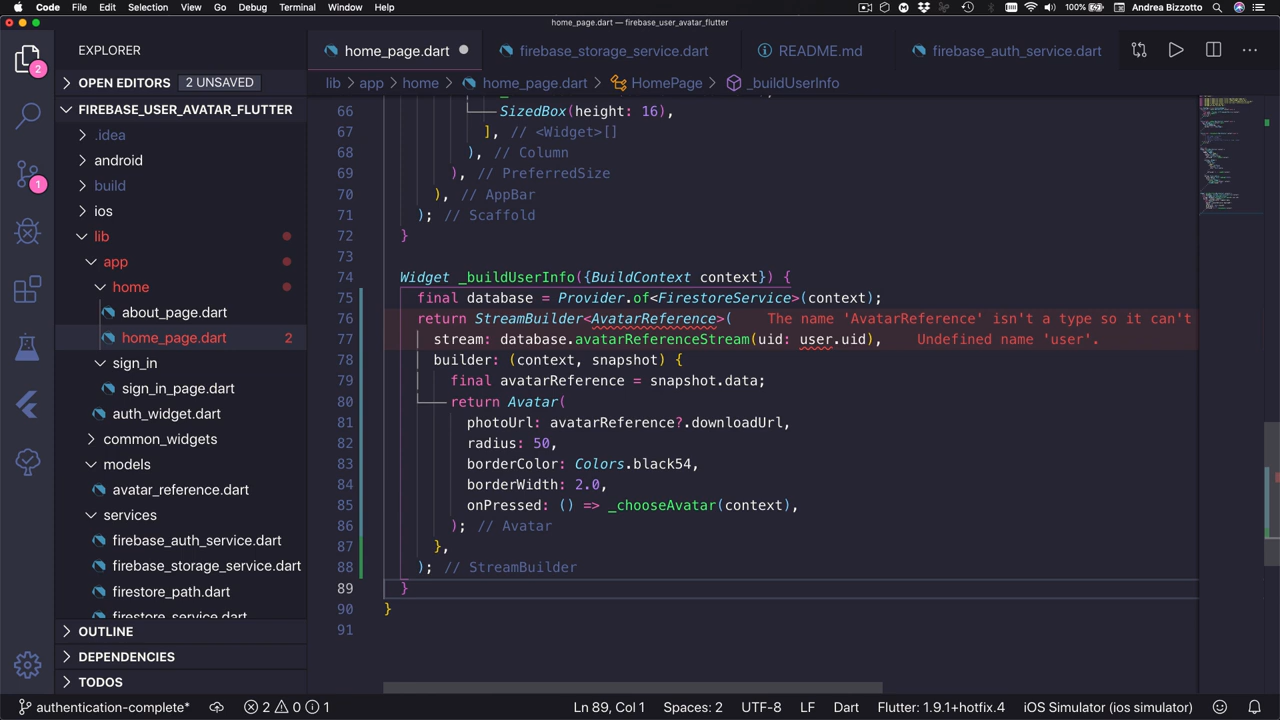 Code File Edit Selection View Go Debug Terminal Window Help 100% Andrea Bizzotto
home_page.dart — firebase_user_avatar_flutter
EXPLORER
home_page.dart
firebase_storage_service.dart
README.md
firebase_auth_service.dart
OPEN EDITORS 2 UNSAVED
lib > app > home > home_page.dart > HomePage > _buildUserInfo
FIREBASE_USER_AVATAR_FLUTTER
.idea
android
build
ios
lib
app
home
about_page.dart
home_page.dart 2
sign_in
sign_in_page.dart
auth_widget.dart
common_widgets
models
avatar_reference.dart
services
firebase_auth_service.dart
firebase_storage_service.dart
firestore_path.dart
firestore_service.dart
OUTLINE
DEPENDENCIES
TODOS
2
1
66 SizedBox(height: 16),
67 ], // <Widget>[]
68 ), // Column
69 ), // PreferredSize
70 ), // AppBar
71 ); // Scaffold
72 }
73
74 Widget _buildUserInfo({BuildContext context}) {
75 final database = Provider.of<FirestoreService>(context);
76 return StreamBuilder<AvatarReference>( The name 'AvatarReference' isn't a type so it can't
77 stream: database.avatarReferenceStream(uid: user.uid), Undefined name 'user'.
78 builder: (context, snapshot) {
79 final avatarReference = snapshot.data;
80 return Avatar(
81 photoUrl: avatarReference?.downloadUrl,
82 radius: 50,
83 borderColor: Colors.black54,
84 borderWidth: 2.0,
85 onPressed: () => _chooseAvatar(context),
86 ); // Avatar
87 },
88 ); // StreamBuilder
89 }
90 }
91
authentication-complete* 2 0 1 Ln 89, Col 1 Spaces: 2 UTF-8 LF Dart Flutter: 1.9.1+hotfix.4 iOS Simulator (ios simulator)